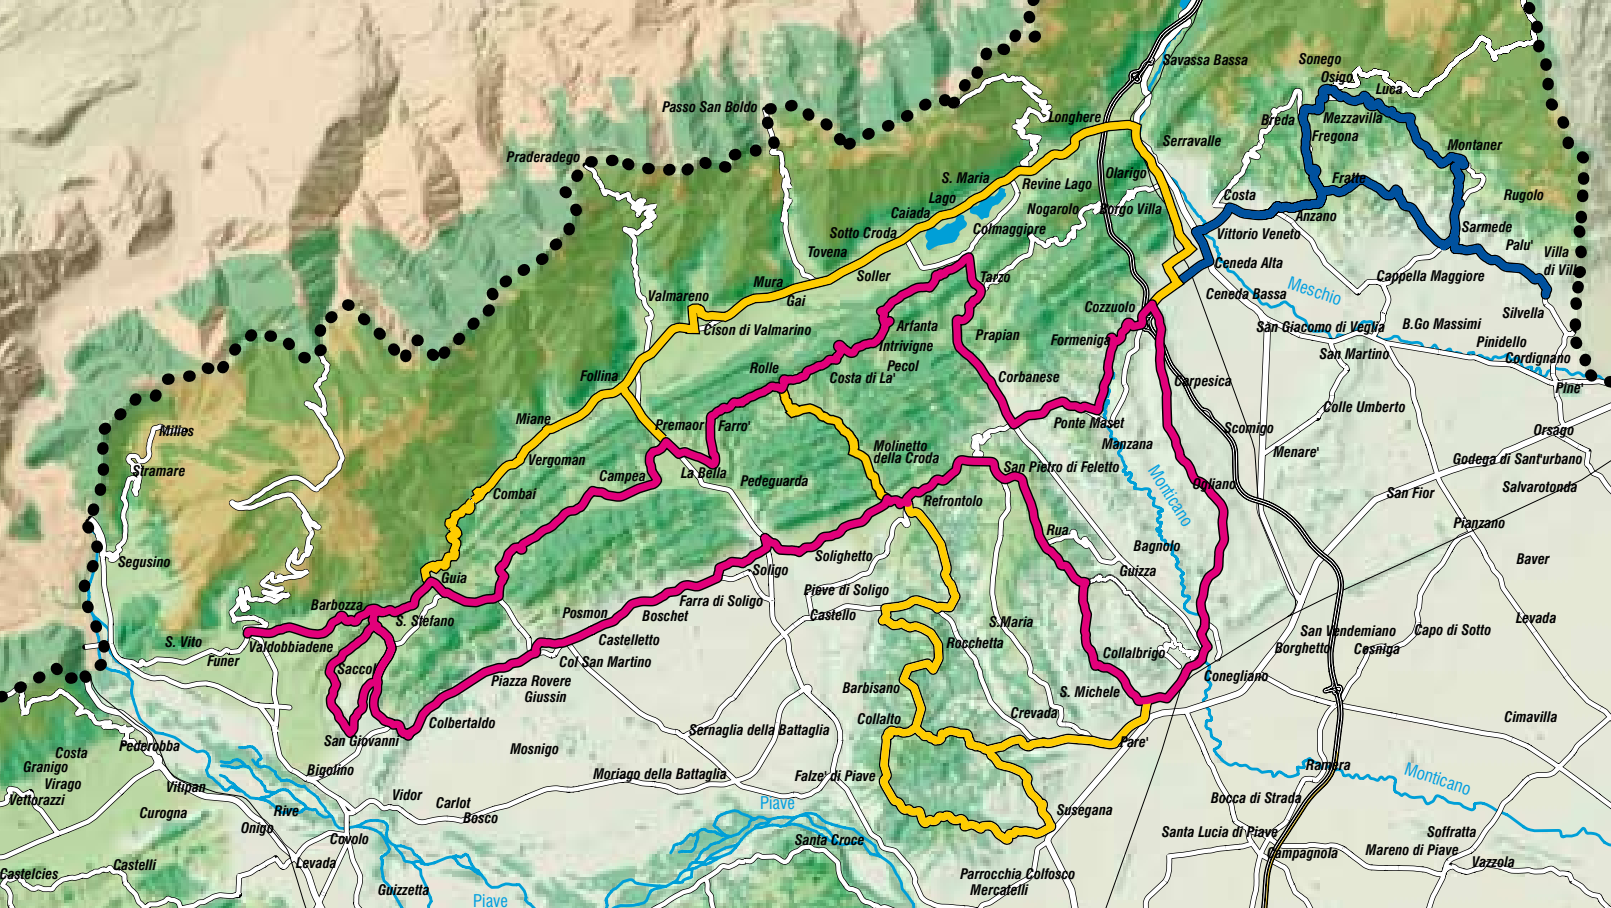 Savassa Bassa
Sonego
Osigo
Luca
Passo San Boldo
Longhere
Breda
Mezzavilla
Fregona
Serravalle
Montaner
Praderadego
S. Maria
Revine Lago
Olarigo
Fratte
Rugolo
Lago
Costa
Caiada
Nogarolo
Borgo Villa
Anzano
Sotto Croda
Colmaggiore
Vittorio Veneto
Sarmede
Palu'
Tovena
Villa
di Vill
Soller
Tarzo
Ceneda Alta
Cappella Maggiore
Mura
Gai
Meschio
Valmareno
Ceneda Bassa
Cozzuolo
Silvella
Cison di Valmarino
Arfanta
Prapian
Formeniga
San Giacomo di Veglia
B.Go Massimi
Intrivigne
Pinidello
San Martino
Cordignano
Rolle
Pecol
Follina
Costa di La'
Corbanese
Carpesica
Pine'
Colle Umberto
Miane
Premaor
Farro'
Ponte Maset
Scomigo
Milies
Orsago
Molinetto
della Croda
Manzana
Menare'
Vergoman
Godega di Sant'urbano
Stramare
Campea
La Bella
San Pietro di Feletto
Pedeguarda
Ogliano
Salvarotonda
Combai
San Fior
Monticano
Refrontolo
Pianzano
Rua
Segusino
Solighetto
Bagnolo
Baver
Guia
Soligo
Guizza
Pieve di Soligo
Barbozza
Farra di Soligo
Posmon
Boschet
Castello
S. Stefano
S.Maria
Levada
San Vendemiano
Capo di Sotto
S. Vito
Valdobbiadene
Castelletto
Rocchetta
Borghetto
Cesniga
Funer
Col San Martino
Collalbrigo
Saccol
Piazza Rovere
Conegliano
Giussin
Barbisano
S. Michele
Crevada
Collalto
Cimavilla
Colbertaldo
Sernaglia della Battaglia
San Giovanni
Pare'
Pederobba
Mosnigo
Costa
Granigo
Bigolino
Ramera
Moriago della Battaglia
Falze' di Piave
Monticano
Virago
Vitipan
Vettorazzi
Vidor
Carlot
Bocca di Strada
Piave
Curogna
Rive
Bosco
Susegana
Onigo
Santa Lucia di Piave
Soffratta
Covolo
Santa Croce
Campagnola
Mareno di Piave
Levada
Castelli
Vazzola
Castelcies
Parrocchia Colfosco
Guizzetta
Mercatelli
Piave